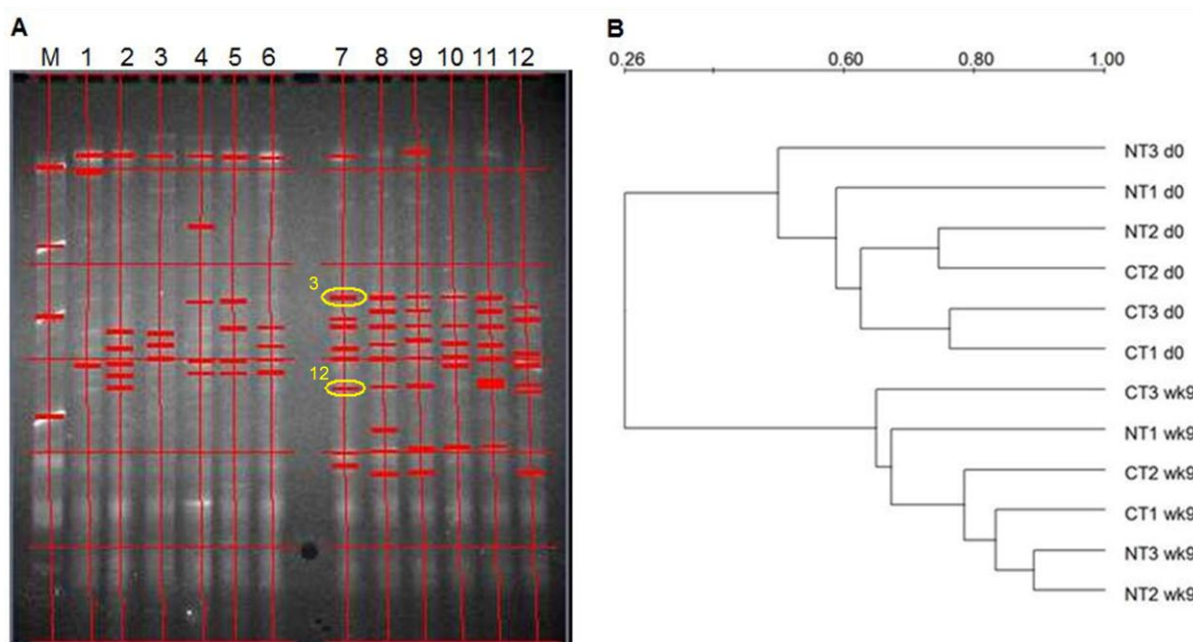 A
M 1 2 3 4 5 6 7 8 9 10 11 12
3
12
B
0.26 0.60 0.80 1.00
NT3 d0
NT1 d0
NT2 d0
CT2 d0
CT3 d0
CT1 d0
CT3 wk9
NT1 wk9
CT2 wk9
CT1 wk9
NT3 wk9
NT2 wk9